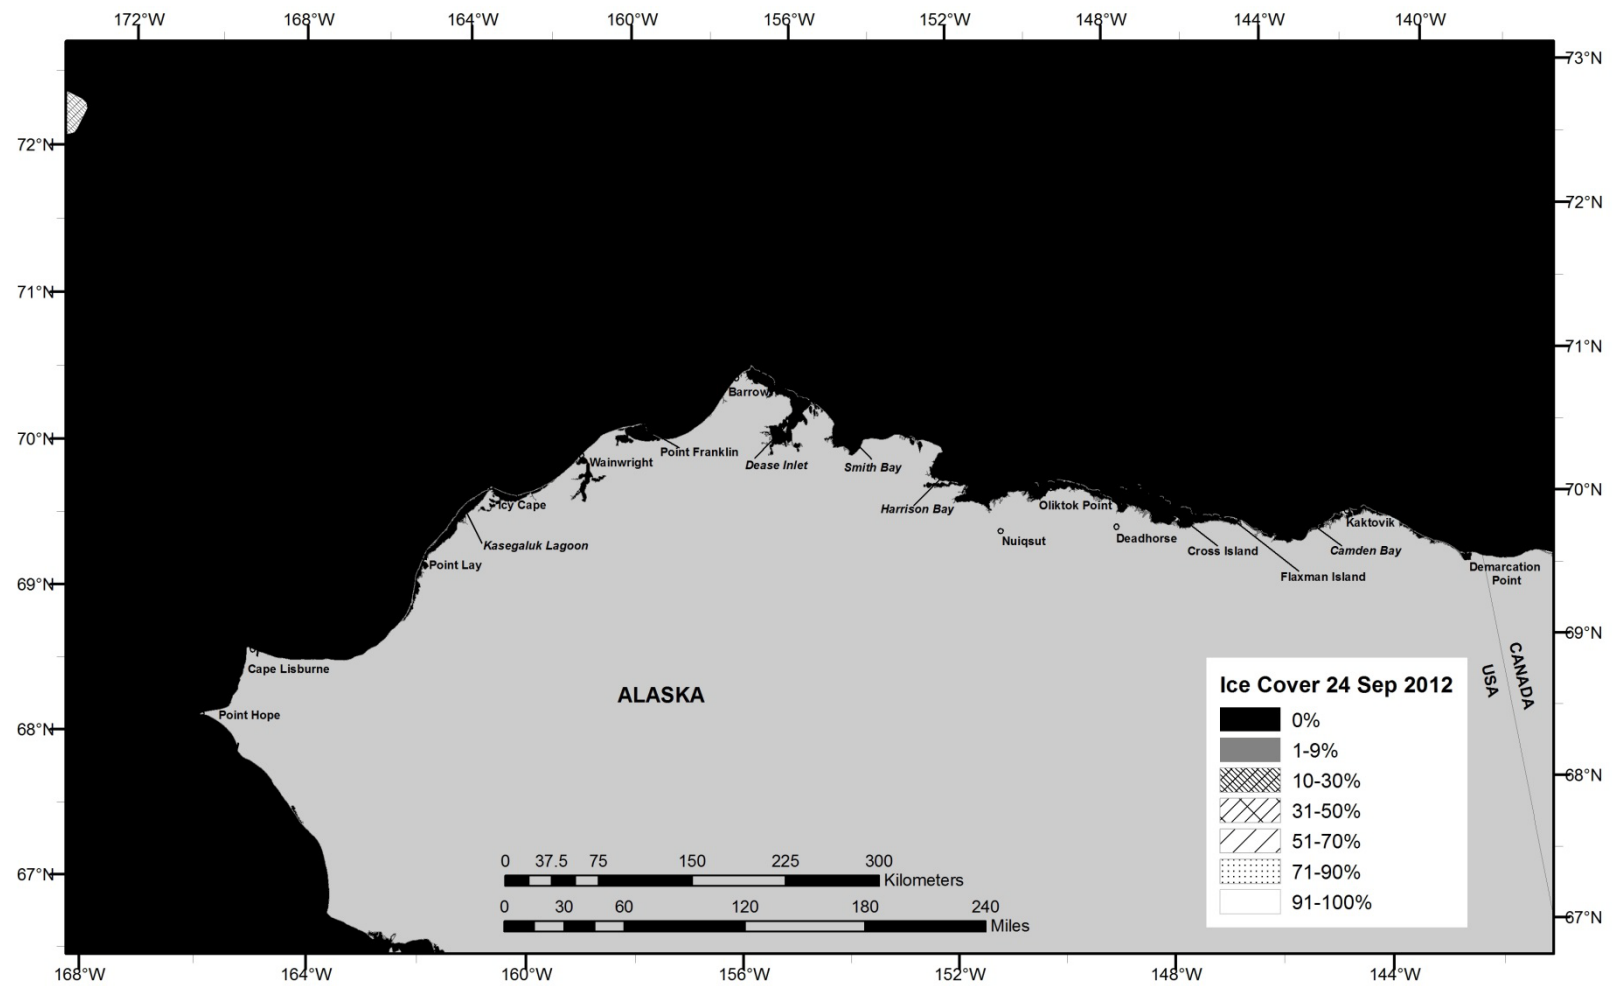 172°W 168°W 164°W 160°W 156°W 152°W 148°W 144°W 140°W
73°N
72°N
72°N
71°N
71°N
70°N
70°N
69°N
69°N
68°N
68°N
67°N
67°N
Barrow
Point Franklin
Wainwright
Dease Inlet
Smith Bay
Icy Cape
Harrison Bay
Oliktok Point
Kaktovik
Kasegaluk Lagoon
Nuiqsut
Deadhorse
Cross Island
Camden Bay
Point Lay
Flaxman Island
Demarcation
Point
Cape Lisburne
Point Hope
ALASKA
USA
CANADA
Ice Cover 24 Sep 2012
0%
1-9%
10-30%
31-50%
51-70%
71-90%
91-100%
0 37.5 75 150 225 300
Kilometers
0 30 60 120 180 240
Miles
168°W 164°W 160°W 156°W 152°W 148°W 144°W